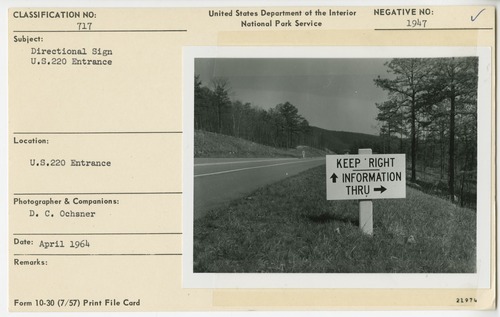 CLASSIFICATION NO:
717
United States Department of the Interior
National Park Service
NEGATIVE NO:
1947
Subject:
Directional Sign
U.S.220 Entrance
Location:
U.S.220 Entrance
Photographer & Companions:
D. C. Ochsner
Date: April 1964
Remarks:
Form 10-30 (7/57) Print File Card
KEEP RIGHT
↑ INFORMATION
THRU →
21976